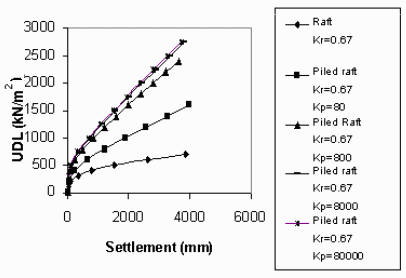 3000
2500
2000
1500
1000
500
0
UDL (kN/m²)
0
2000
4000
6000
Settlement (mm)
Raft
Kr=0.67
Piled raft
Kr=0.67
Kp=80
Piled Raft
Kr=0.67
Kp=800
Piled raft
Kr=0.67
Kp=8000
Piled raft
Kr=0.67
Kp=80000